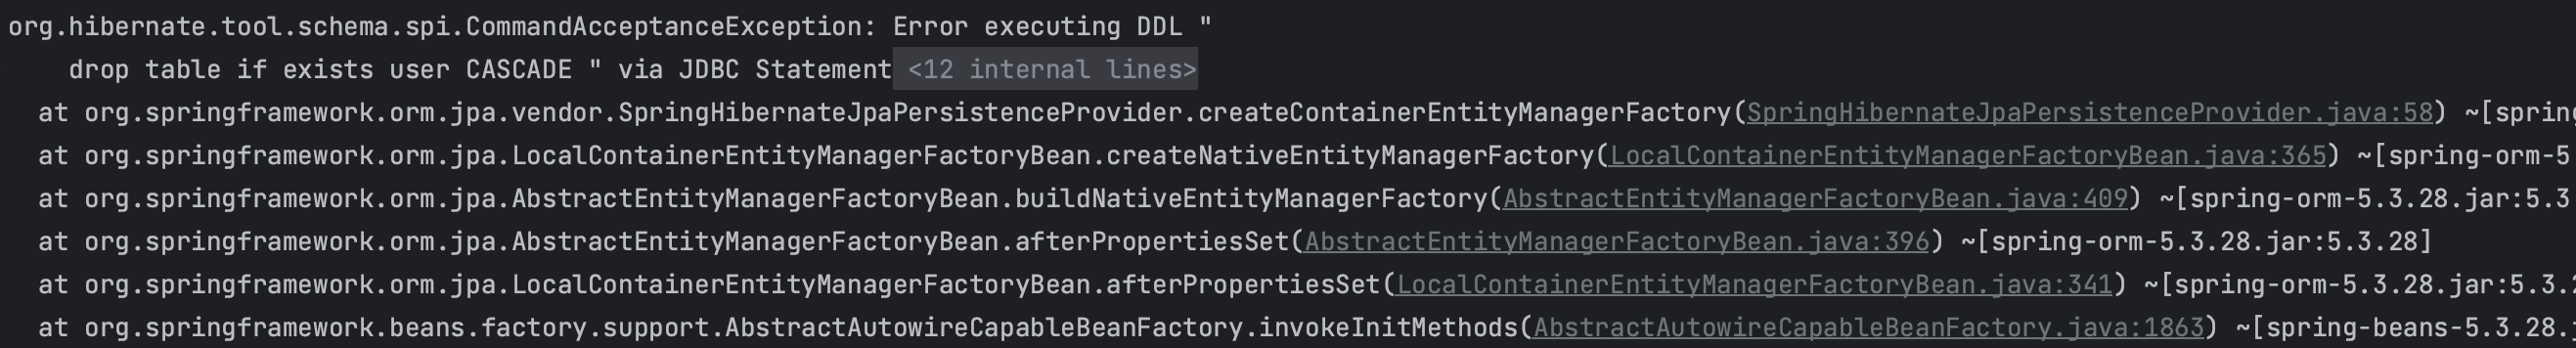 org.hibernate.tool.schema.spi.CommandAcceptanceException: Error executing DDL "
    drop table if exists user CASCADE " via JDBC Statement <12 internal lines>
  at org.springframework.orm.jpa.vendor.SpringHibernateJpaPersistenceProvider.createContainerEntityManagerFactory(SpringHibernateJpaPersistenceProvider.java:58) ~[spring
  at org.springframework.orm.jpa.LocalContainerEntityManagerFactoryBean.createNativeEntityManagerFactory(LocalContainerEntityManagerFactoryBean.java:365) ~[spring-orm-5
  at org.springframework.orm.jpa.AbstractEntityManagerFactoryBean.buildNativeEntityManagerFactory(AbstractEntityManagerFactoryBean.java:409) ~[spring-orm-5.3.28.jar:5.3
  at org.springframework.orm.jpa.AbstractEntityManagerFactoryBean.afterPropertiesSet(AbstractEntityManagerFactoryBean.java:396) ~[spring-orm-5.3.28.jar:5.3.28]
  at org.springframework.orm.jpa.LocalContainerEntityManagerFactoryBean.afterPropertiesSet(LocalContainerEntityManagerFactoryBean.java:341) ~[spring-orm-5.3.28.jar:5.3.2
  at org.springframework.beans.factory.support.AbstractAutowireCapableBeanFactory.invokeInitMethods(AbstractAutowireCapableBeanFactory.java:1863) ~[spring-beans-5.3.28.j